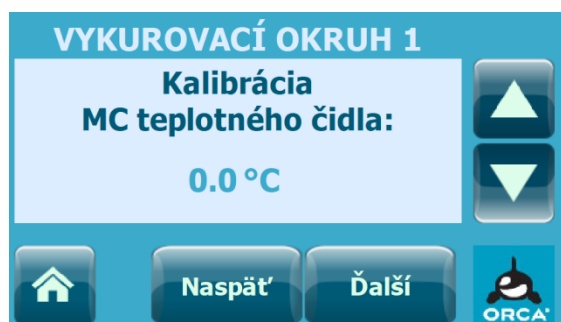 VYKUROVACÍ OKRUH 1
Kalibrácia
MC teplotného čidla:
0.0 °C
Naspäť
Ďalší
ORCA